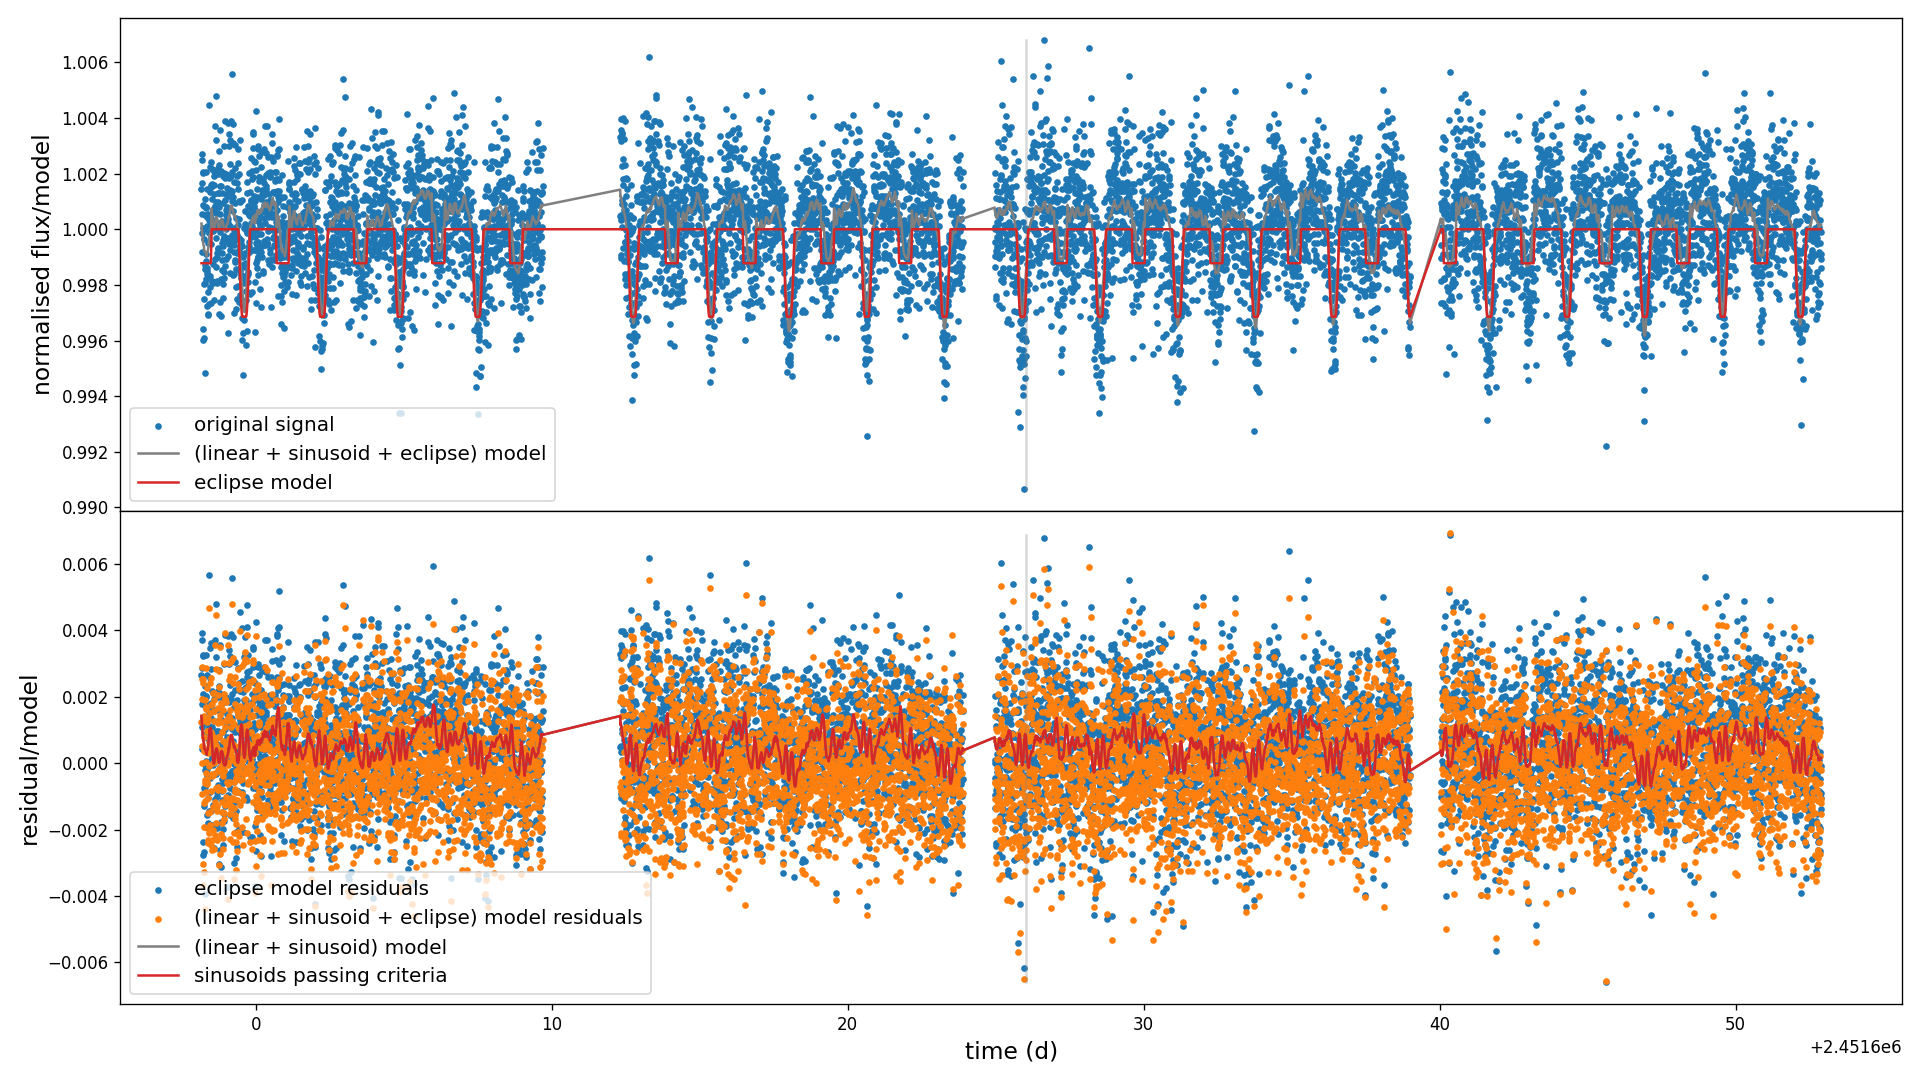 normalised flux/model
1.006
1.004
1.002
1.000
0.998
0.996
0.994
0.992
0.990
original signal
(linear + sinusoid + eclipse) model
eclipse model
residual/model
0.006
0.004
0.002
0.000
−0.002
−0.004
−0.006
eclipse model residuals
(linear + sinusoid + eclipse) model residuals
(linear + sinusoid) model
sinusoids passing criteria
0 10 20 30 40 50
time (d)
+2.4516e6